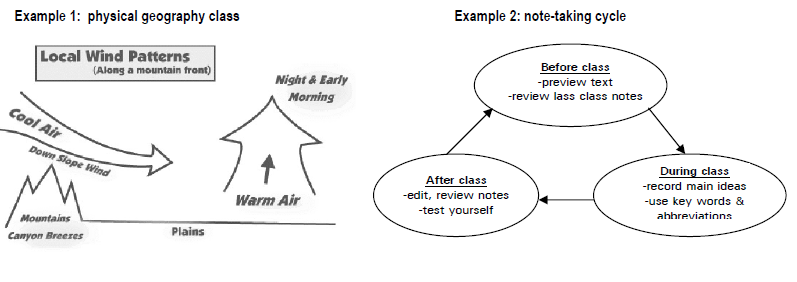 Example 1: physical geography class
Local Wind Patterns
(Along a mountain front)
Night & Early
Morning
Cool Air
Down Slope Wind
Warm Air
Mountains
Canyon Breezes
Plains
Example 2: note-taking cycle
Before class
-preview text
-review lass class notes
During class
-record main ideas
-use key words &
abbreviations
After class
-edit, review notes
-test yourself